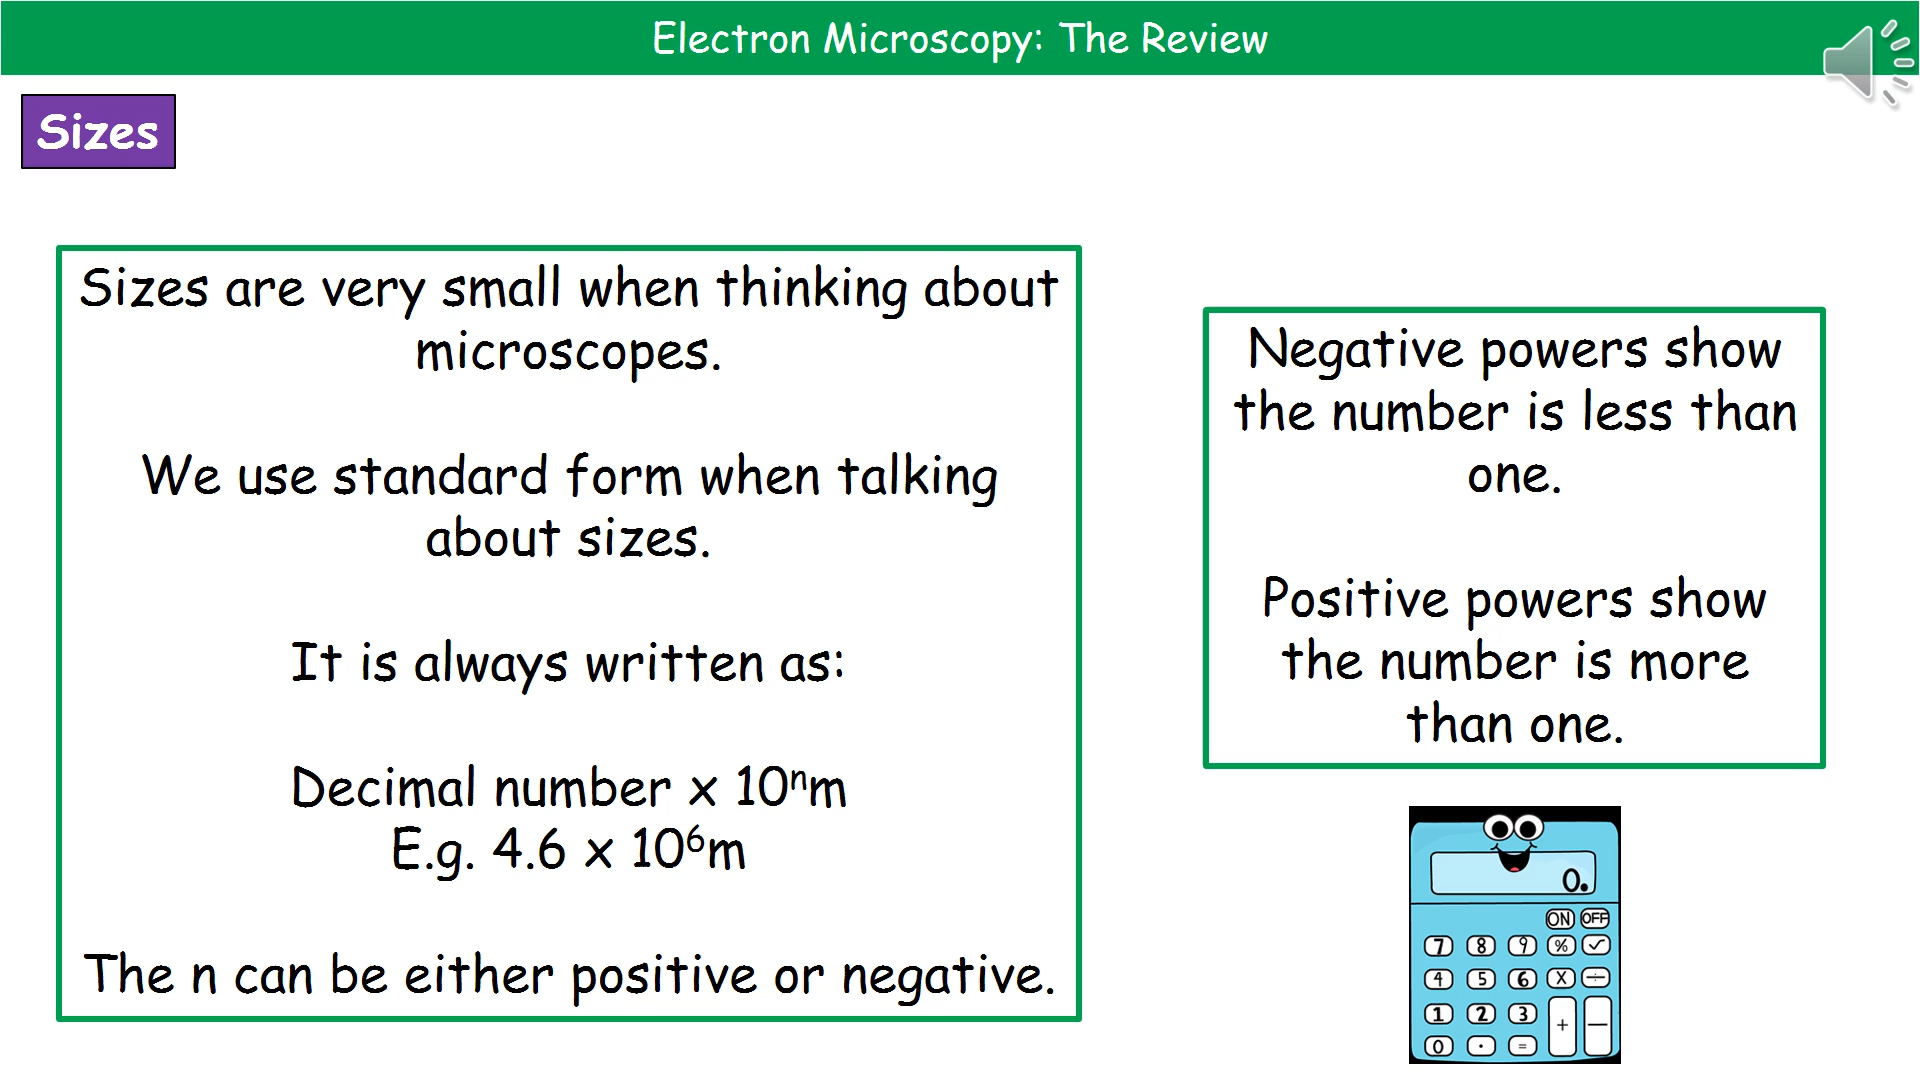 Electron Microscopy: The Review
Sizes
Sizes are very small when thinking about
microscopes.
We use standard form when talking
about sizes.
It is always written as:
Decimal number x 10ⁿm
E.g. 4.6 x 10⁶m
The n can be either positive or negative.
Negative powers show
the number is less than
one.
Positive powers show
the number is more
than one.
0.
ON OFF
7 8 9 % ✓
4 5 6 X ÷
1 2 3 + —
0 . =